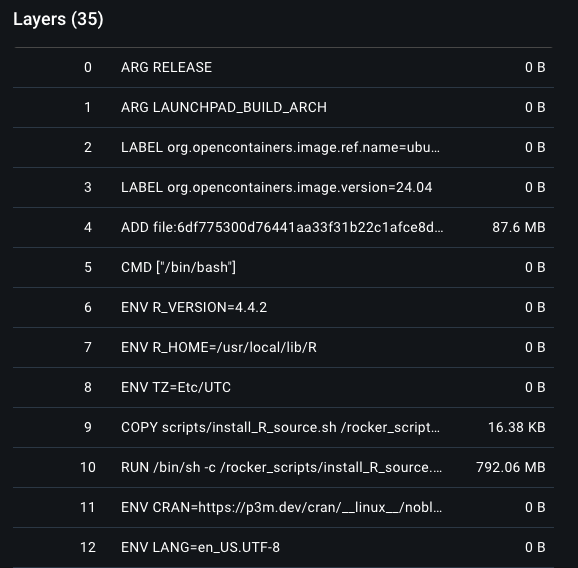 Layers (35)
0 ARG RELEASE 0 B
1 ARG LAUNCHPAD_BUILD_ARCH 0 B
2 LABEL org.opencontainers.image.ref.name=ubu… 0 B
3 LABEL org.opencontainers.image.version=24.04 0 B
4 ADD file:6df775300d76441aa33f31b22c1afce8d… 87.6 MB
5 CMD ["/bin/bash"] 0 B
6 ENV R_VERSION=4.4.2 0 B
7 ENV R_HOME=/usr/local/lib/R 0 B
8 ENV TZ=Etc/UTC 0 B
9 COPY scripts/install_R_source.sh /rocker_script… 16.38 KB
10 RUN /bin/sh -c /rocker_scripts/install_R_source.… 792.06 MB
11 ENV CRAN=https://p3m.dev/cran/__linux__/nobl… 0 B
12 ENV LANG=en_US.UTF-8 0 B